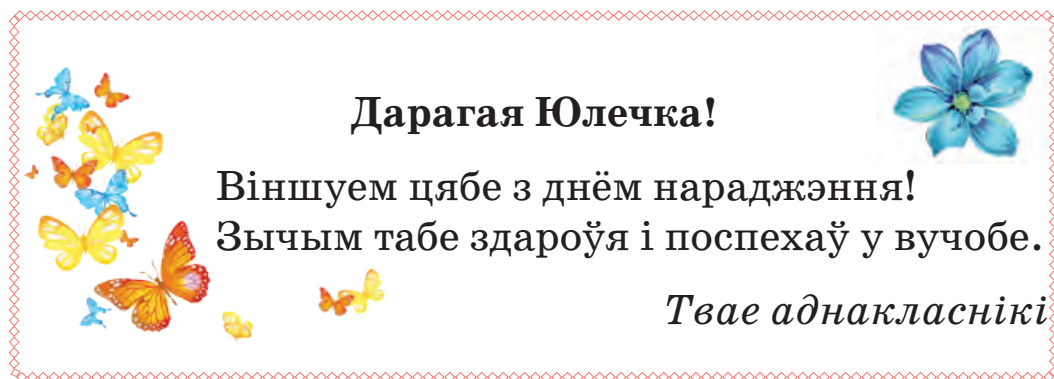 Дарагая Юлечка!
Віншуем цябе з днём нараджэння!
Зычым табе здароўя і поспехаў у вучобе.
Твае аднакласнікі